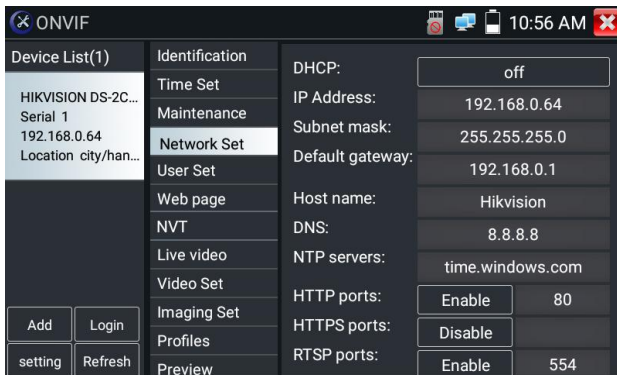 ONVIF
10:56 AM
Device List(1)
HIKVISION DS-2C...
Serial 1
192.168.0.64
Location city/han...
Add
Login
setting
Refresh
Identification
Time Set
Maintenance
Network Set
User Set
Web page
NVT
Live video
Video Set
Imaging Set
Profiles
Preview
DHCP: off
IP Address: 192.168.0.64
Subnet mask: 255.255.255.0
Default gateway: 192.168.0.1
Host name: Hikvision
DNS: 8.8.8.8
NTP servers: time.windows.com
HTTP ports: Enable 80
HTTPS ports: Disable
RTSP ports: Enable 554